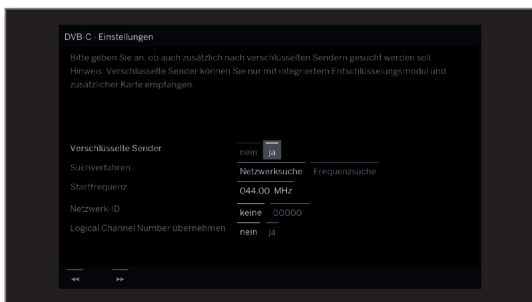 DVB-C - Einstellungen
Bitte geben Sie an, ob auch zusätzlich nach verschlüsselten Sendern gesucht werden soll.
Hinweis: Verschlüsselte Sender können Sie nur mit integriertem Entschlüsselungsmodul und
zusätzlicher Karte empfangen.
Verschlüsselte Sender nein ja
Suchverfahren Netzwerksuche Frequenzsuche
Startfrequenz 044.00 MHz
Netzwerk-ID keine 00000
Logical Channel Number übernehmen nein ja